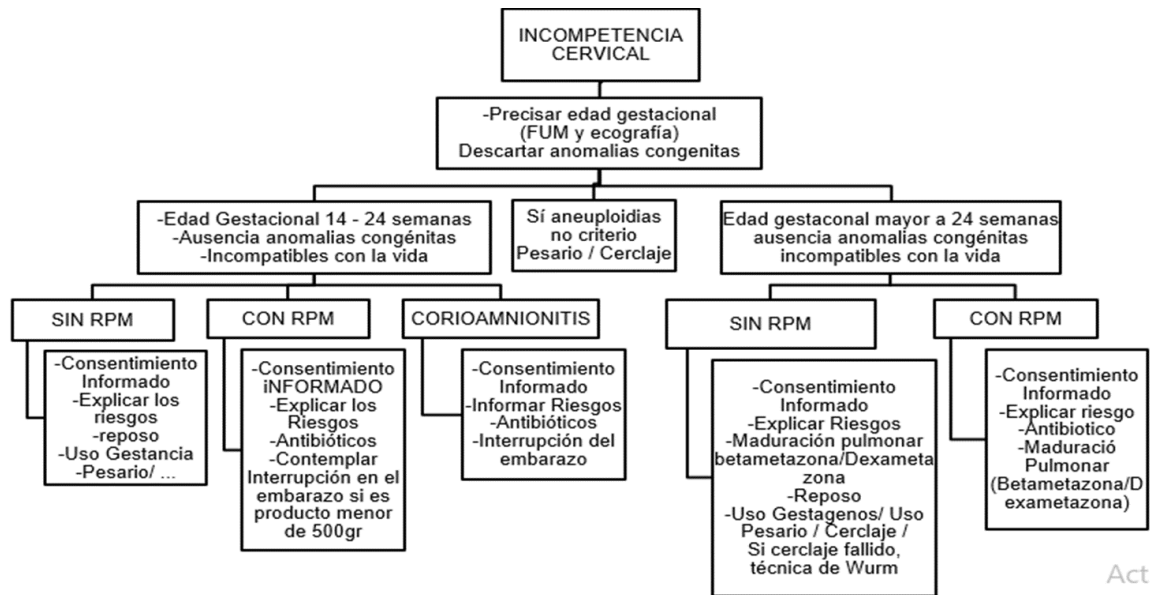 INCOMPETENCIA
CERVICAL
-Precisar edad gestacional
(FUM y ecografía)
Descartar anomalias congenitas
-Edad Gestacional 14 - 24 semanas
-Ausencia anomalias congénitas
-Incompatibles con la vida
Sí aneuploidias
no criterio
Pesario / Cerclaje
Edad gestaconal mayor a 24 semanas
ausencia anomalias congénitas
incompatibles con la vida
SIN RPM
CON RPM
CORIOAMNIONITIS
SIN RPM
CON RPM
-Consentimiento
Informado
-Explicar los
riesgos
-reposo
-Uso Gestancia
-Pesario/ ...
-Consentimiento
iNFORMADO
-Explicar los
Riesgos
-Antibióticos
-Contemplar
Interrupción en el
embarazo si es
producto menor
de 500gr
-Consentimiento
Informado
-Informar Riesgos
-Antibióticos
-Interrupción del
embarazo
-Consentimiento
Informado
-Explicar Riesgos
-Maduración pulmonar
betametazona/Dexameta
zona
-Reposo
-Uso Gestagenos/ Uso
Pesario / Cerclaje /
Si cerclaje fallido,
técnica de Wurm
-Consentimiento
Informado
-Explicar riesgo
-Antibiotico
-Maduració
Pulmonar
(Betametazona/D
exametazona)
Act